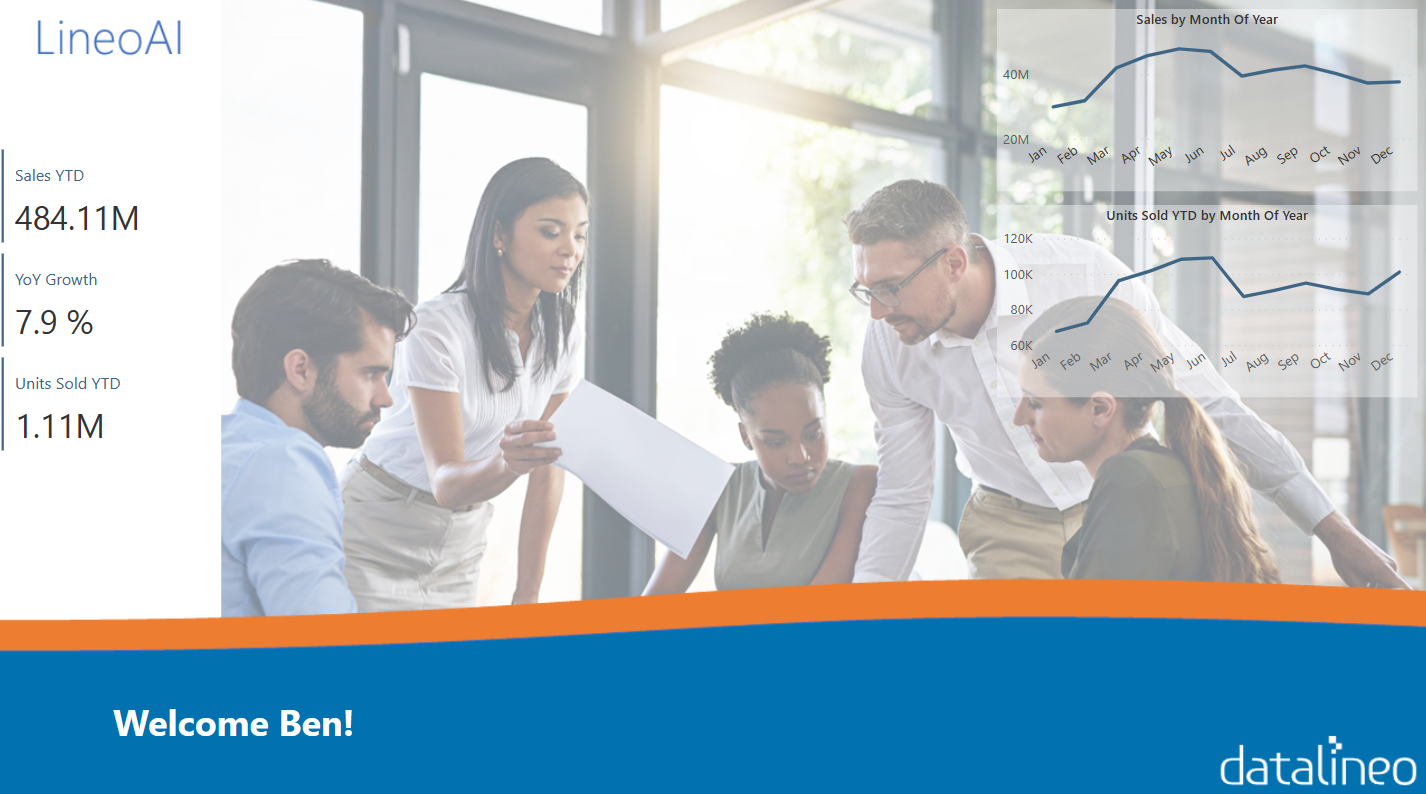 LineoAI
Sales YTD
484.11M
YoY Growth
7.9 %
Units Sold YTD
1.11M
Sales by Month Of Year
40M
20M
Jan Feb Mar Apr May Jun Jul Aug Sep Oct Nov Dec
Units Sold YTD by Month Of Year
120K
100K
80K
60K
Jan Feb Mar Apr May Jun Jul Aug Sep Oct Nov Dec
Welcome Ben!
datalineo